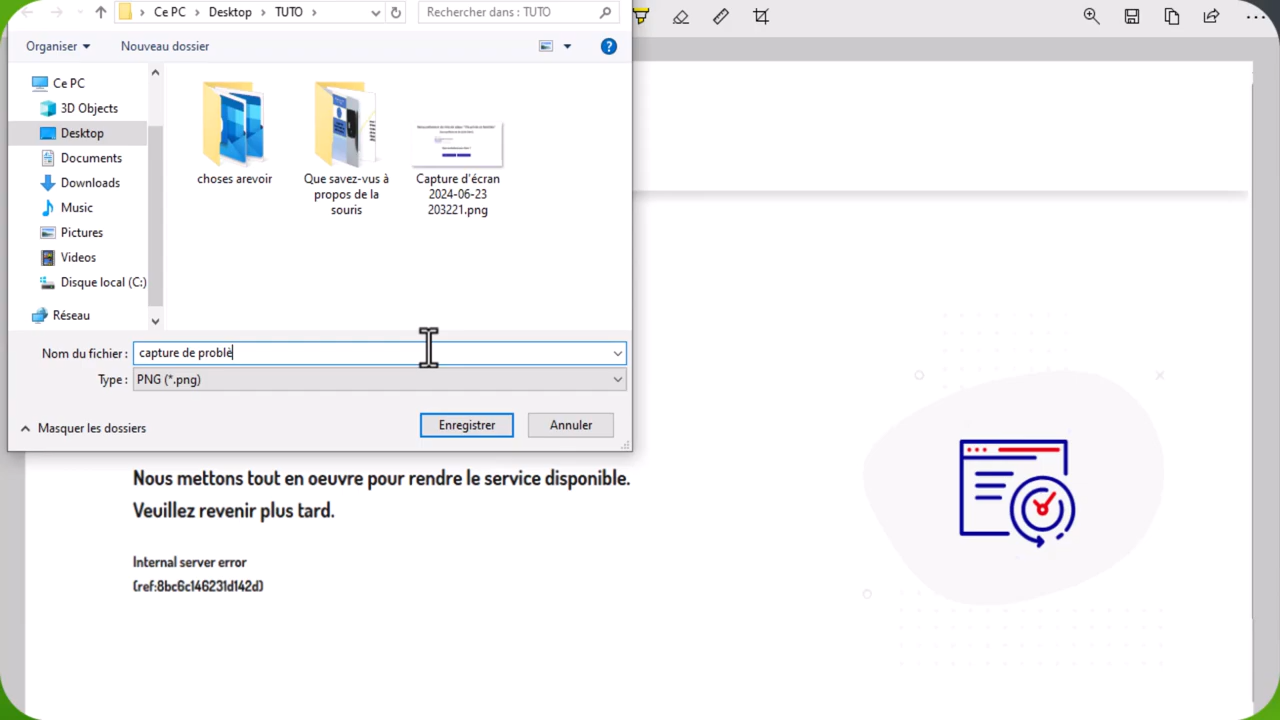 Ce PC > Desktop > TUTO >
Rechercher dans : TUTO
Organiser
Nouveau dossier
?
Ce PC
3D Objects
Desktop
Documents
Downloads
Music
Pictures
Videos
Disque local (C:)
Réseau
choses arevoir
Que savez-vus à
propos de la
souris
Capture d'écran
2024-06-23
203221.png
Nom du fichier :
capture de problè
Type :
PNG (*.png)
Masquer les dossiers
Enregistrer
Annuler
Nous mettons tout en oeuvre pour rendre le service disponible.
Veuillez revenir plus tard.
Internal server error
(ref:8bc6c146231d142d)